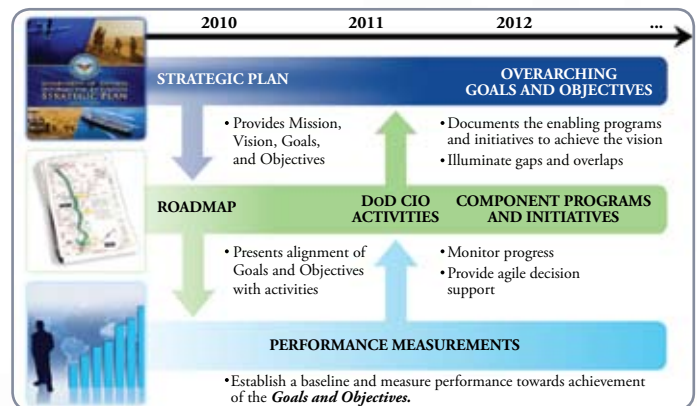 2010 2011 2012 ...
STRATEGIC PLAN
STRATEGIC PLAN
OVERARCHING
GOALS AND OBJECTIVES
• Provides Mission,
Vision, Goals,
and Objectives
• Documents the enabling programs
and initiatives to achieve the vision
• Illuminate gaps and overlaps
ROADMAP
DoD CIO
ACTIVITIES
COMPONENT PROGRAMS
AND INITIATIVES
• Presents alignment of
Goals and Objectives
with activities
• Monitor progress
• Provide agile decision
support
PERFORMANCE MEASUREMENTS
•Establish a baseline and measure performance towards achievement
of the Goals and Objectives.